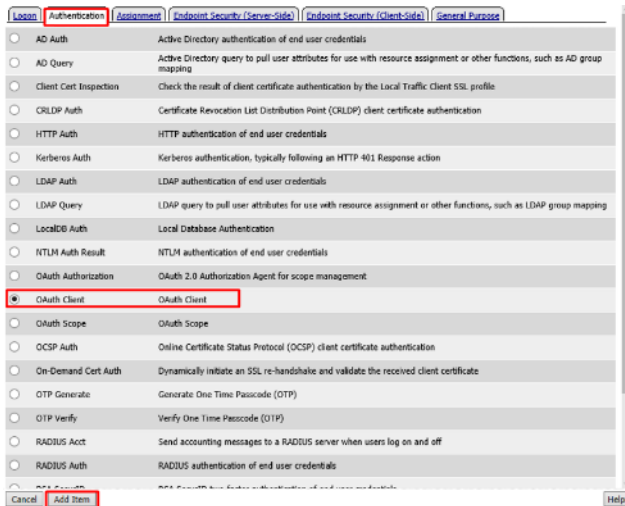 Logon Authentication Assignment Endpoint Security (Server-Side) Endpoint Security (Client-Side) General Purpose
AD Auth Active Directory authentication of end user credentials
AD Query Active Directory query to pull user attributes for use with resource assignment or other functions, such as AD group
mapping
Client Cert Inspection Check the result of client certificate authentication by the Local Traffic Client SSL profile
CRLDP Auth Certificate Revocation List Distribution Point (CRLDP) client certificate authentication
HTTP Auth HTTP authentication of end user credentials
Kerberos Auth Kerberos authentication, typically following an HTTP 401 Response action
LDAP Auth LDAP authentication of end user credentials
LDAP Query LDAP query to pull user attributes for use with resource assignment or other functions, such as LDAP group mapping
LocalDB Auth Local Database Authentication
NTLM Auth Result NTLM authentication of end user credentials
OAuth Authorization OAuth 2.0 Authorization Agent for scope management
OAuth Client OAuth Client
OAuth Scope OAuth Scope
OCSP Auth Online Certificate Status Protocol (OCSP) client certificate authentication
On-Demand Cert Auth Dynamically initiate an SSL re-handshake and validate the received client certificate
OTP Generate Generate One Time Passcode (OTP)
OTP Verify Verify One Time Passcode (OTP)
RADIUS Acct Send accounting messages to a RADIUS server when users log on and off
RADIUS Auth RADIUS authentication of end user credentials
RSA SecurID RSA SecurID two-factor authentication of end user credentials
Cancel Add Item Help